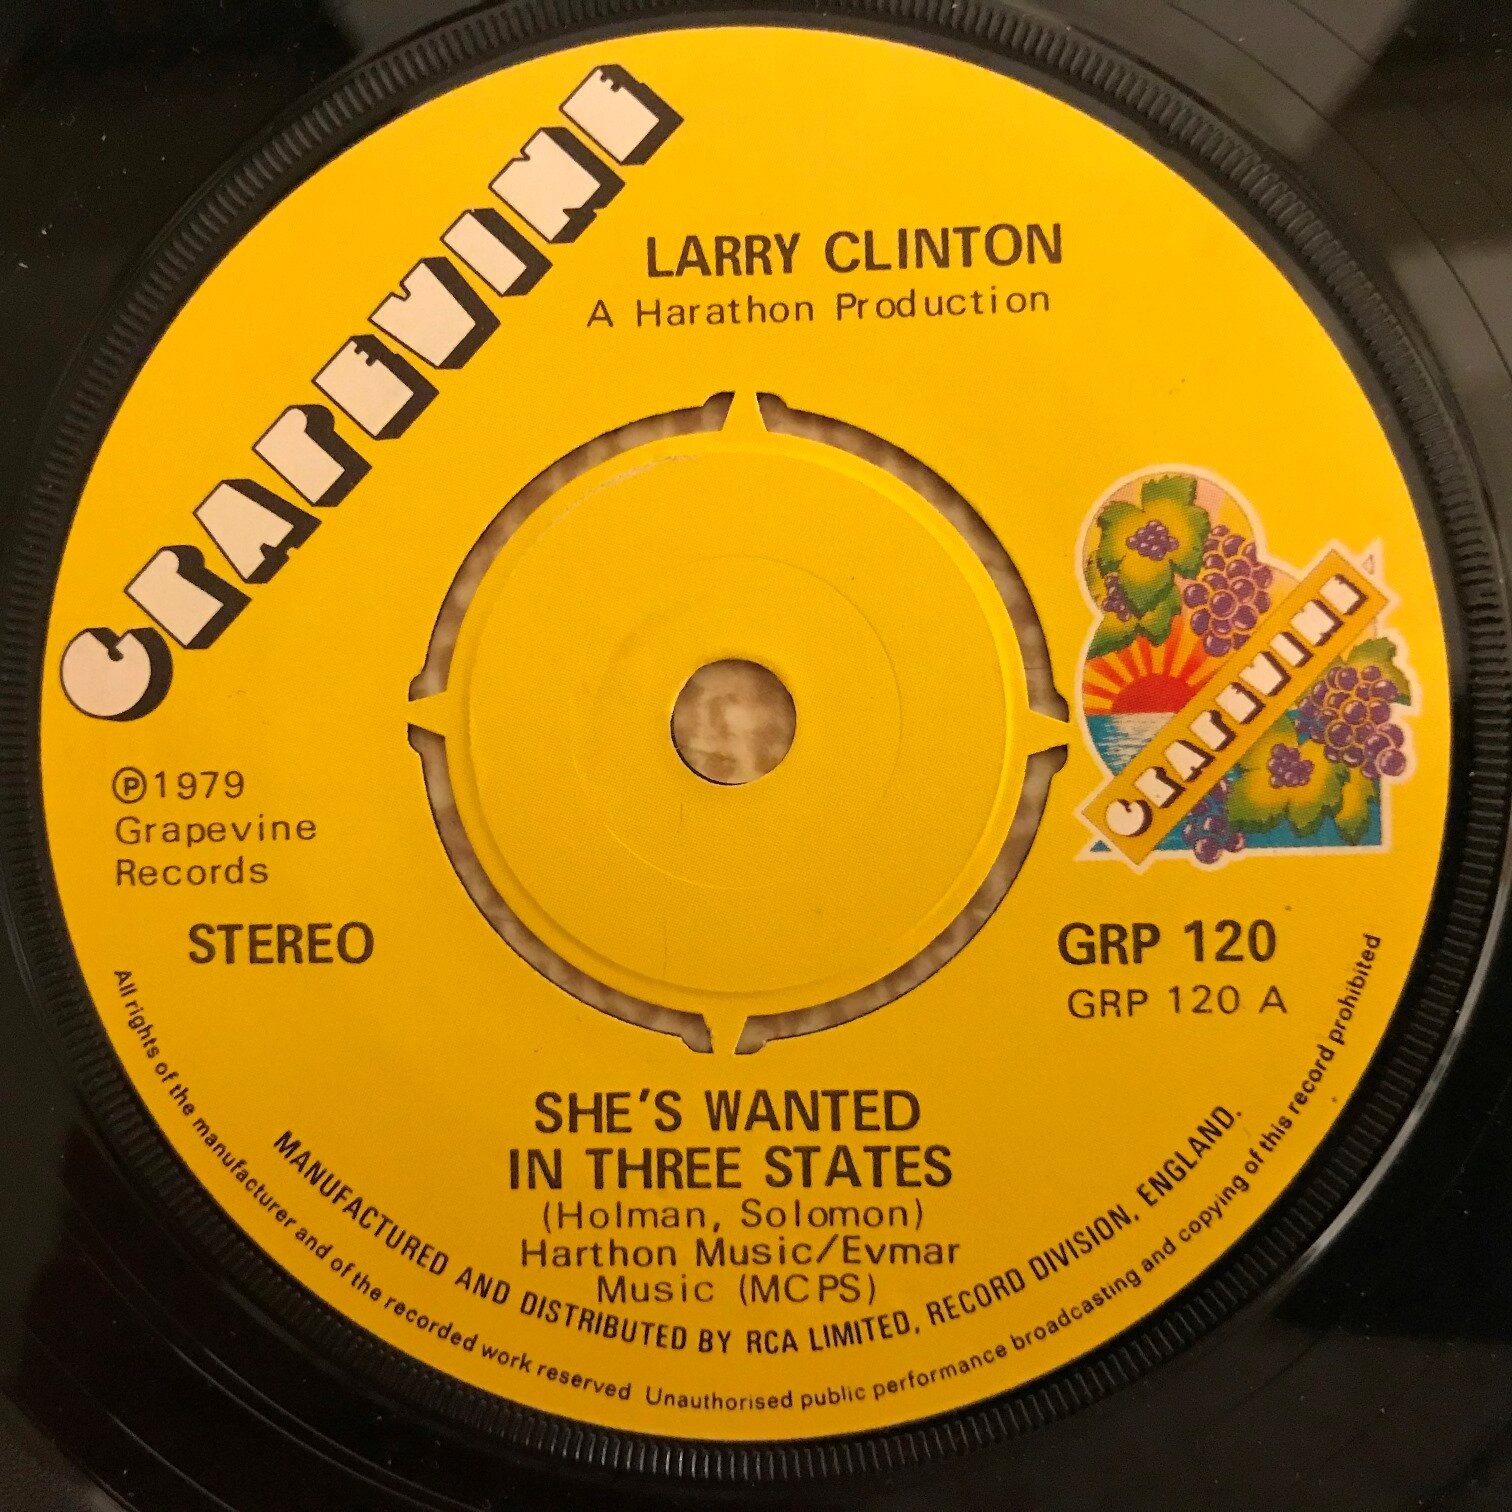 GRAPEVINE
LARRY CLINTON
A Harathon Production
GRAPEVINE
℗1979
Grapevine
Records
STEREO
GRP 120
GRP 120 A
SHE'S WANTED
IN THREE STATES
(Holman, Solomon)
Harthon Music/Evmar
Music (MCPS)
MANUFACTURED AND DISTRIBUTED BY RCA LIMITED, RECORD DIVISION, ENGLAND.
All rights of the manufacturer and of the recorded work reserved Unauthorised public performance broadcasting and copying of this record prohibited